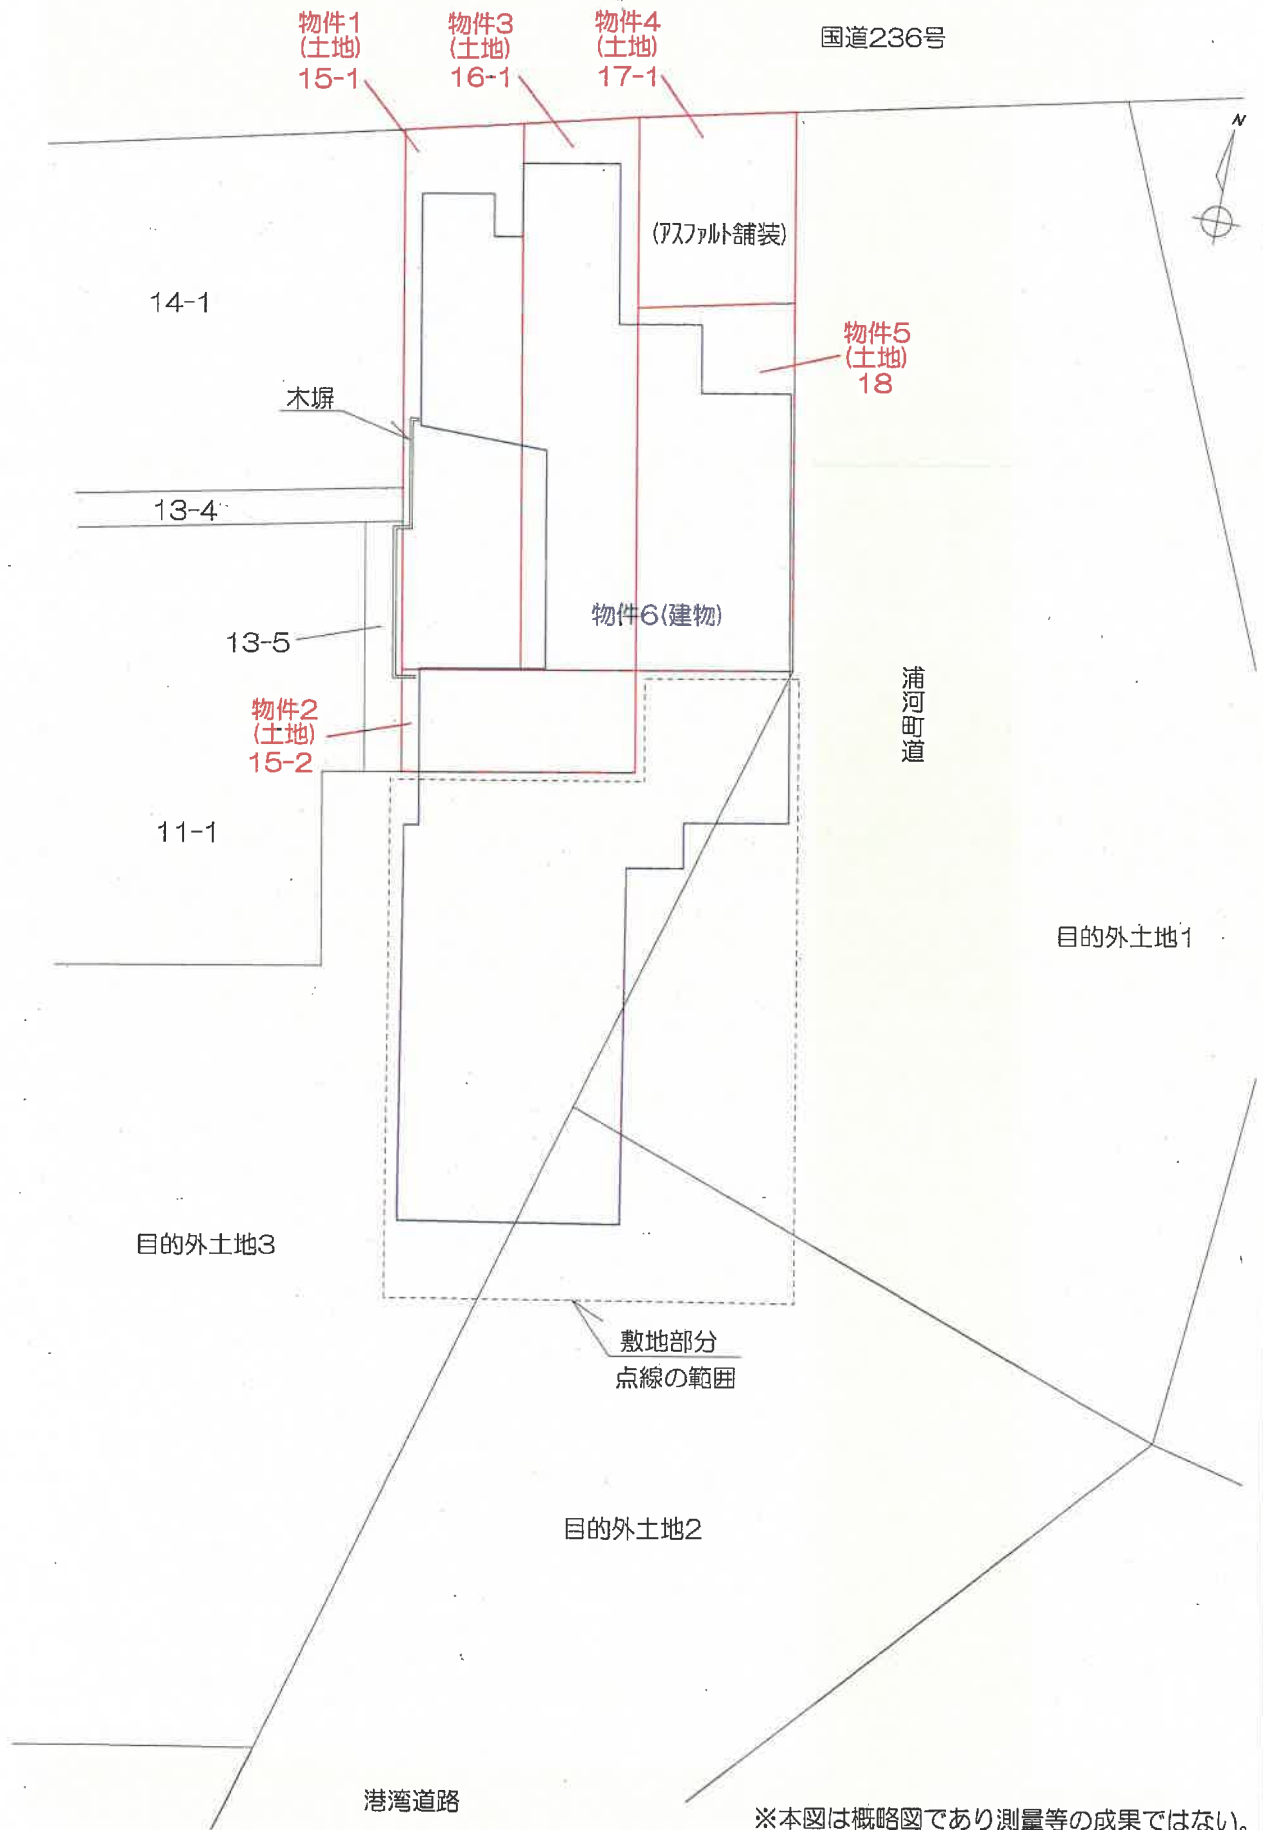 物件1
(土地)
15-1
物件3
(土地)
16-1
物件4
(土地)
17-1
国道236号
N
(アスファルト舗装)
14-1
物件5
(土地)
18
木塀
13-4
物件6(建物)
13-5
浦河町道
物件2
(土地)
15-2
11-1
目的外土地1
目的外土地3
敷地部分
点線の範囲
目的外土地2
港湾道路
※本図は概略図であり測量等の成果ではない。